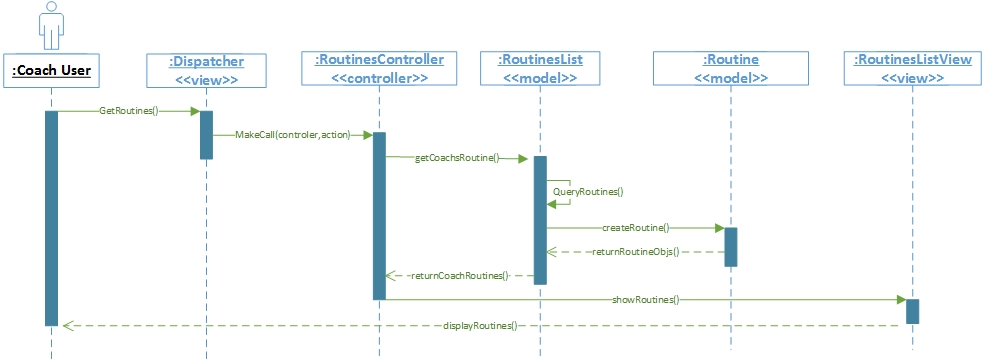 :Coach User
:Dispatcher
<<view>>
:RoutinesController
<<controller>>
:RoutinesList
<<model>>
:Routine
<<model>>
:RoutinesListView
<<view>>
GetRoutines()
MakeCall(controler,action)
getCoachsRoutine()
QueryRoutines()
createRoutine()
returnRoutineObjs()
returnCoachRoutines()
showRoutines()
displayRoutines()